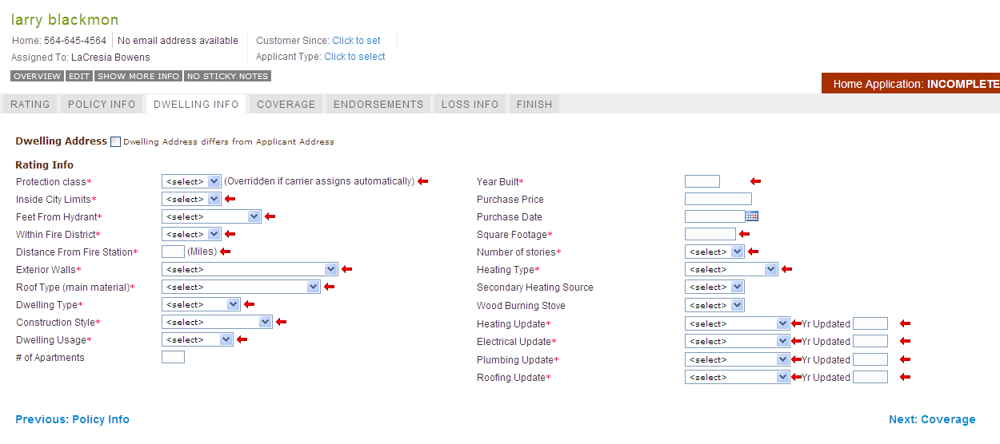 larry blackmon
Home: 564-645-4564 No email address available Customer Since: Click to set
Assigned To: LaCresia Bowens Applicant Type: Click to select
OVERVIEW EDIT SHOW MORE INFO NO STICKY NOTES
Home Application: INCOMPLETE
RATING POLICY INFO DWELLING INFO COVERAGE ENDORSEMENTS LOSS INFO FINISH
Dwelling Address Dwelling Address differs from Applicant Address
Rating Info
Protection class* <select> (Overridden if carrier assigns automatically)
Inside City Limits* <select>
Feet From Hydrant* <select>
Within Fire District* <select>
Distance From Fire Station* (Miles)
Exterior Walls* <select>
Roof Type (main material)* <select>
Dwelling Type* <select>
Construction Style* <select>
Dwelling Usage* <select>
# of Apartments
Year Built*
Purchase Price
Purchase Date
Square Footage*
Number of stories* <select>
Heating Type* <select>
Secondary Heating Source <select>
Wood Burning Stove <select>
Heating Update* <select> Yr Updated
Electrical Update* <select> Yr Updated
Plumbing Update* <select> Yr Updated
Roofing Update* <select> Yr Updated
Previous: Policy Info Next: Coverage